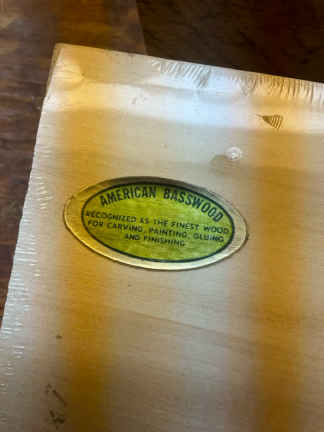 AMERICAN BASSWOOD
RECOGNIZED AS THE FINEST WOOD
FOR CARVING, PAINTING, GLUING
AND FINISHING